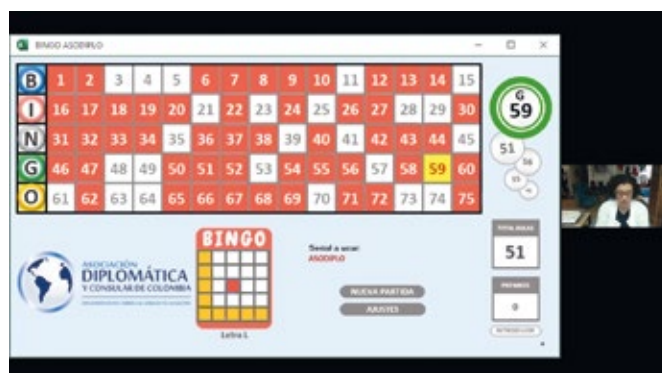 BINGO ASODIPLO
B 1 2 3 4 5 6 7 8 9 10 11 12 13 14 15
I 16 17 18 19 20 21 22 23 24 25 26 27 28 29 30
N 31 32 33 34 35 36 37 38 39 40 41 42 43 44 45
G 46 47 48 49 50 51 52 53 54 55 56 57 58 59 60
O 61 62 63 64 65 66 67 68 69 70 71 72 73 74 75
G
59
51
ASOCIACIÓN
DIPLOMÁTICA
Y CONSULAR DE COLOMBIA
BINGO
Letra L
Serial a usar:
ASODIPLO
NUEVA PARTIDA
AJUSTES
TOTAL BOLAS
51
PREMIOS
0